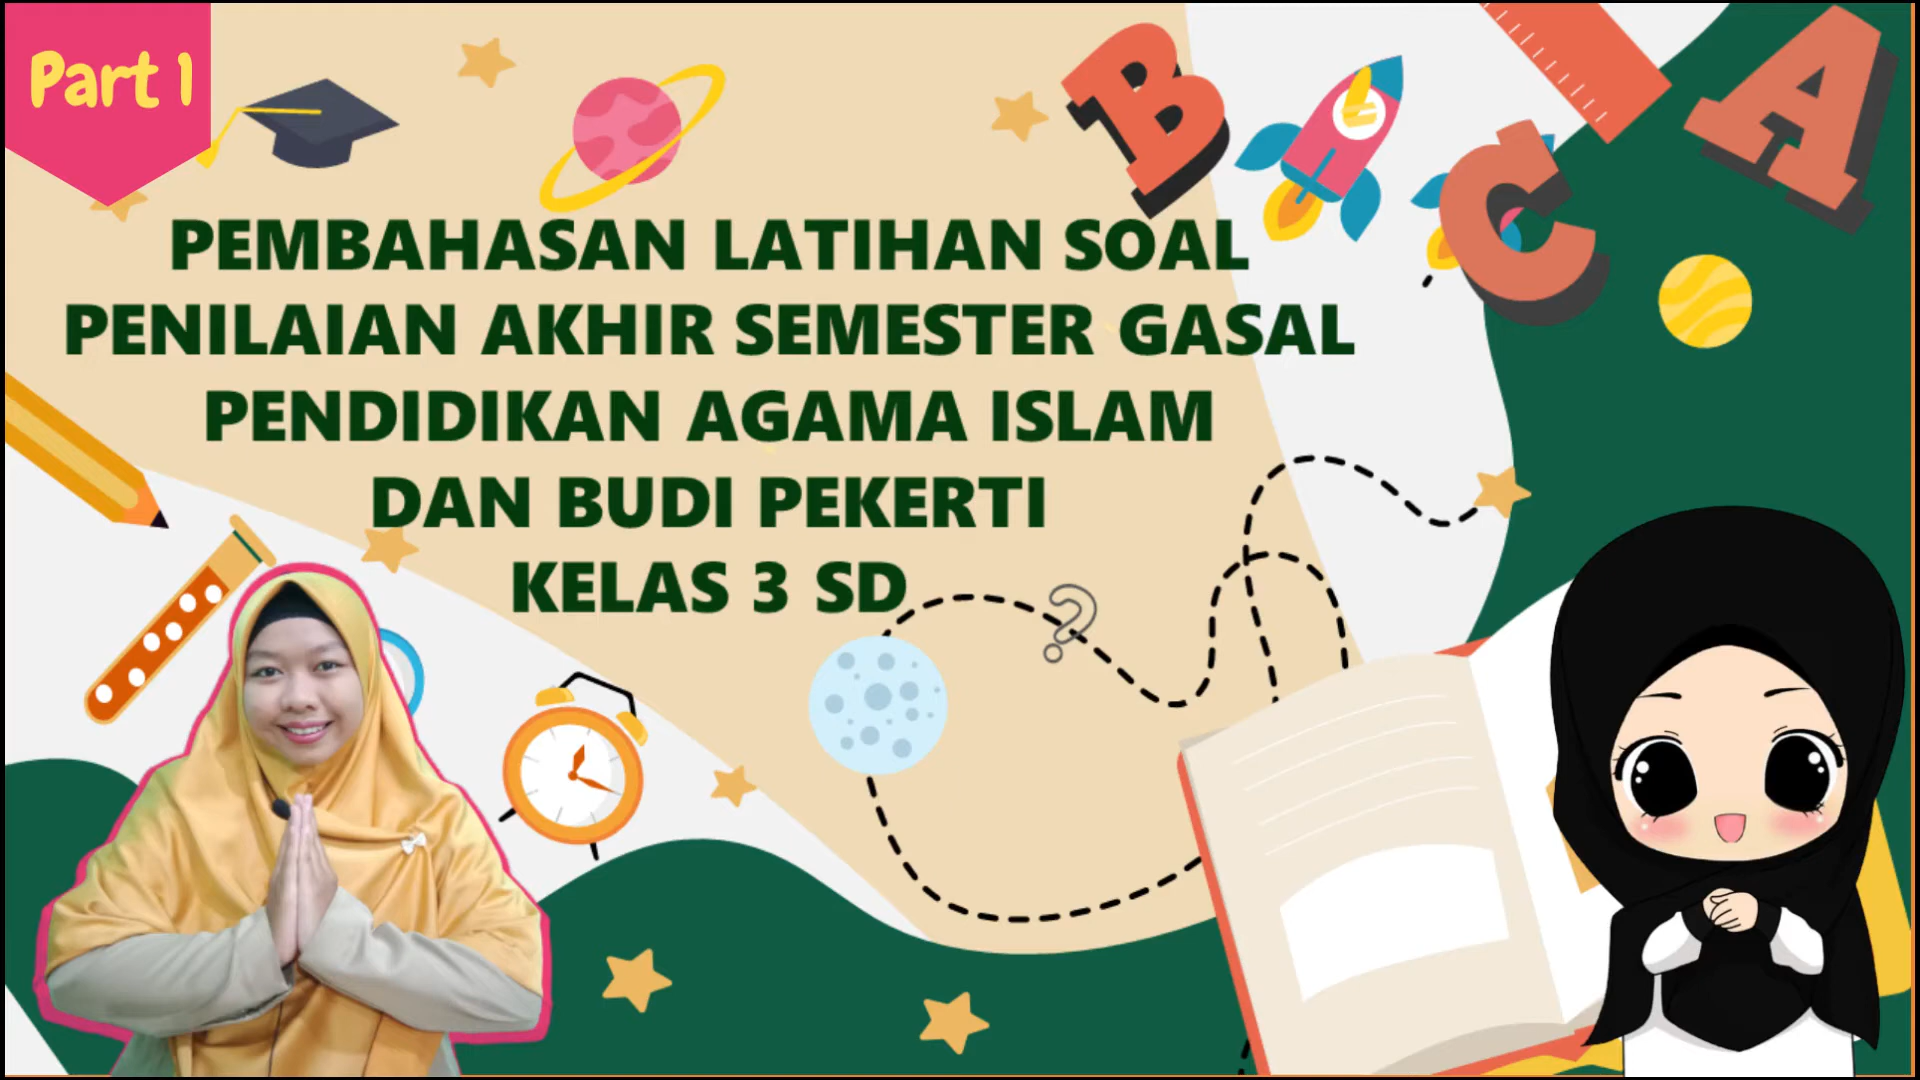 Part 1
B
C
A
PEMBAHASAN LATIHAN SOAL
PENILAIAN AKHIR SEMESTER GASAL
PENDIDIKAN AGAMA ISLAM
DAN BUDI PEKERTI
KELAS 3 SD
?